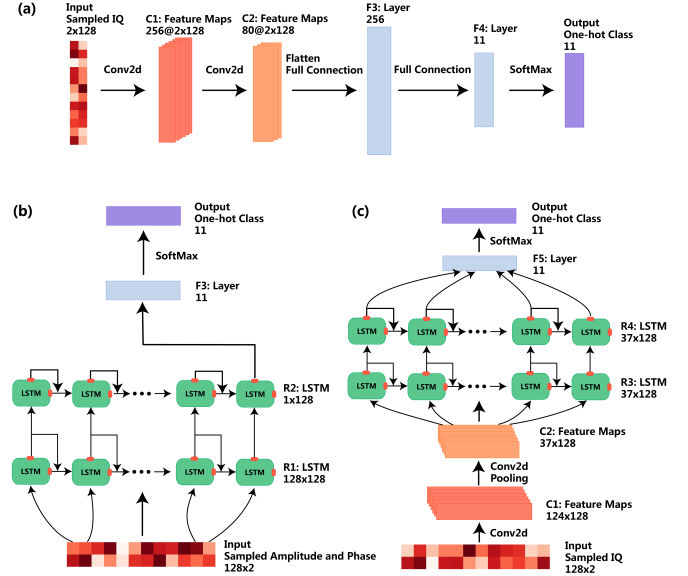 (a)
Input
Sampled IQ
2x128
Conv2d
C1: Feature Maps
256@2x128
Conv2d
C2: Feature Maps
80@2x128
Flatten
Full Connection
F3: Layer
256
Full Connection
F4: Layer
11
SoftMax
Output
One-hot Class
11
(b)
Output
One-hot Class
11
SoftMax
F3: Layer
11
LSTM
LSTM
LSTM
LSTM
R2: LSTM
1x128
LSTM
LSTM
LSTM
LSTM
R1: LSTM
128x128
Input
Sampled Amplitude and Phase
128x2
(c)
Output
One-hot Class
11
SoftMax
F5: Layer
11
LSTM
LSTM
LSTM
LSTM
R4: LSTM
37x128
LSTM
LSTM
LSTM
LSTM
R3: LSTM
37x128
C2: Feature Maps
37x128
Conv2d
Pooling
C1: Feature Maps
124x128
Conv2d
Input
Sampled IQ
128x2